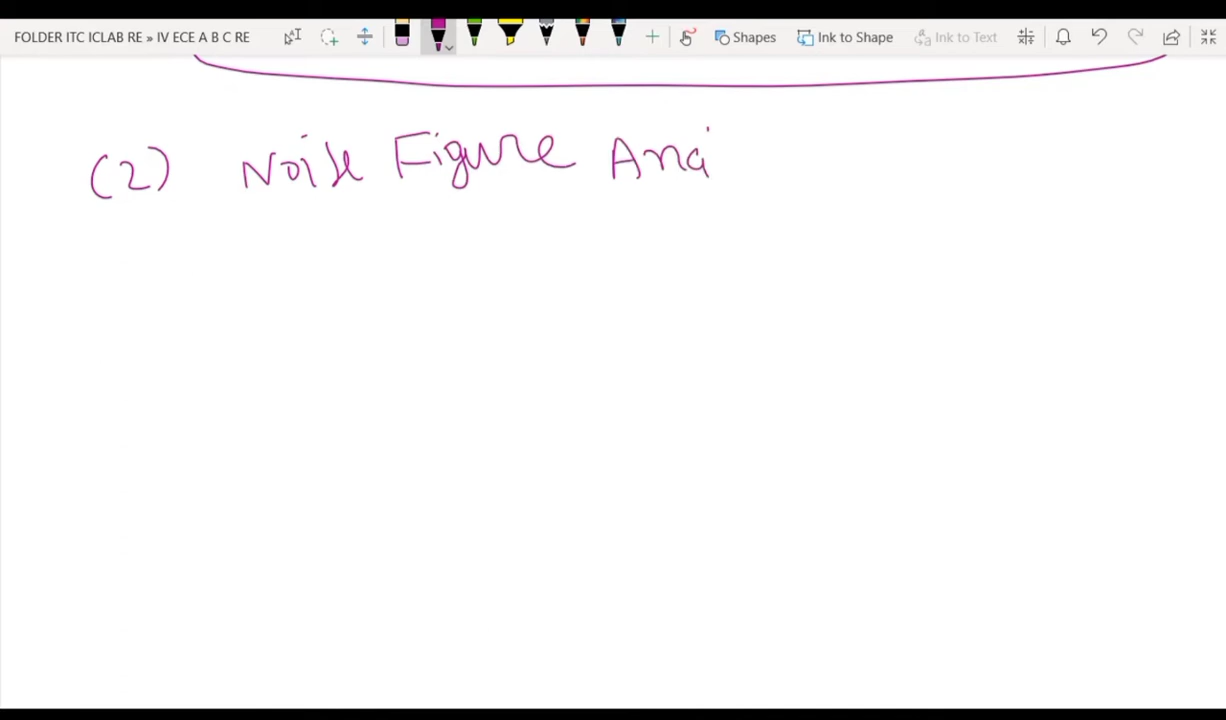 FOLDER ITC ICLAB RE » IV ECE A B C RE Shapes Ink to Shape Ink to Text
(2) Noise Figure Ana